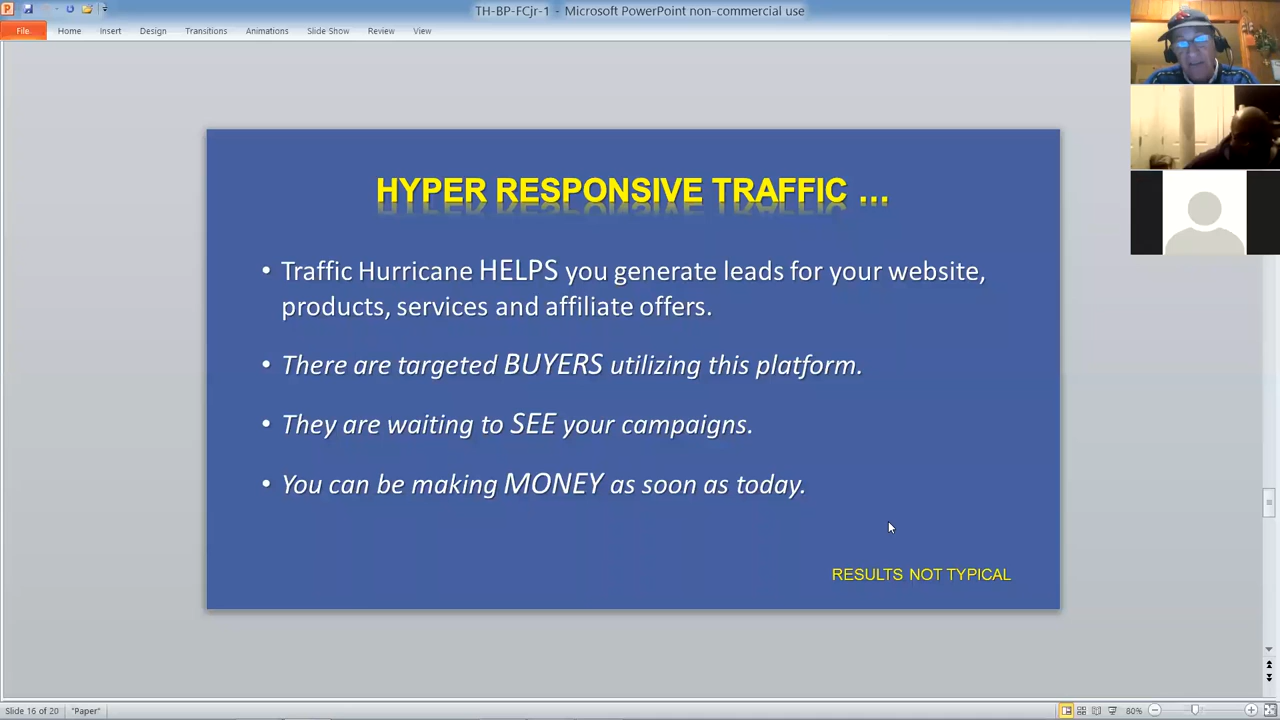 TH-BP-FCjr-1 - Microsoft PowerPoint non-commercial use
File
Home
Insert
Design
Transitions
Animations
Slide Show
Review
View
HYPER RESPONSIVE TRAFFIC ...
• Traffic Hurricane HELPS you generate leads for your website,
products, services and affiliate offers.
• There are targeted BUYERS utilizing this platform.
• They are waiting to SEE your campaigns.
• You can be making MONEY as soon as today.
RESULTS NOT TYPICAL
Slide 16 of 20
"Paper"
80%